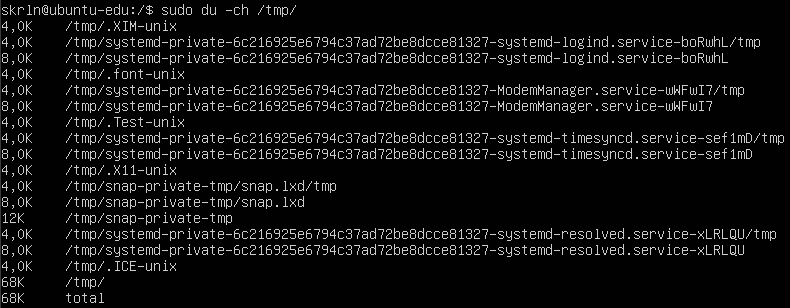 skrln@ubuntu-edu:/$ sudo du -ch /tmp/
4,0K /tmp/.XIM-unix
4,0K /tmp/systemd-private-6c216925e6794c37ad72be8dcce81327-systemd-logind.service-boRwhL/tmp
8,0K /tmp/systemd-private-6c216925e6794c37ad72be8dcce81327-systemd-logind.service-boRwhL
4,0K /tmp/.font-unix
4,0K /tmp/systemd-private-6c216925e6794c37ad72be8dcce81327-ModemManager.service-wWFwI7/tmp
8,0K /tmp/systemd-private-6c216925e6794c37ad72be8dcce81327-ModemManager.service-wWFwI7
4,0K /tmp/.Test-unix
4,0K /tmp/systemd-private-6c216925e6794c37ad72be8dcce81327-systemd-timesyncd.service-sef1mD/tmp
8,0K /tmp/systemd-private-6c216925e6794c37ad72be8dcce81327-systemd-timesyncd.service-sef1mD
4,0K /tmp/.X11-unix
4,0K /tmp/snap-private-tmp/snap.lxd/tmp
8,0K /tmp/snap-private-tmp/snap.lxd
12K /tmp/snap-private-tmp
4,0K /tmp/systemd-private-6c216925e6794c37ad72be8dcce81327-systemd-resolved.service-xLRLQU/tmp
8,0K /tmp/systemd-private-6c216925e6794c37ad72be8dcce81327-systemd-resolved.service-xLRLQU
4,0K /tmp/.ICE-unix
68K /tmp/
68K total